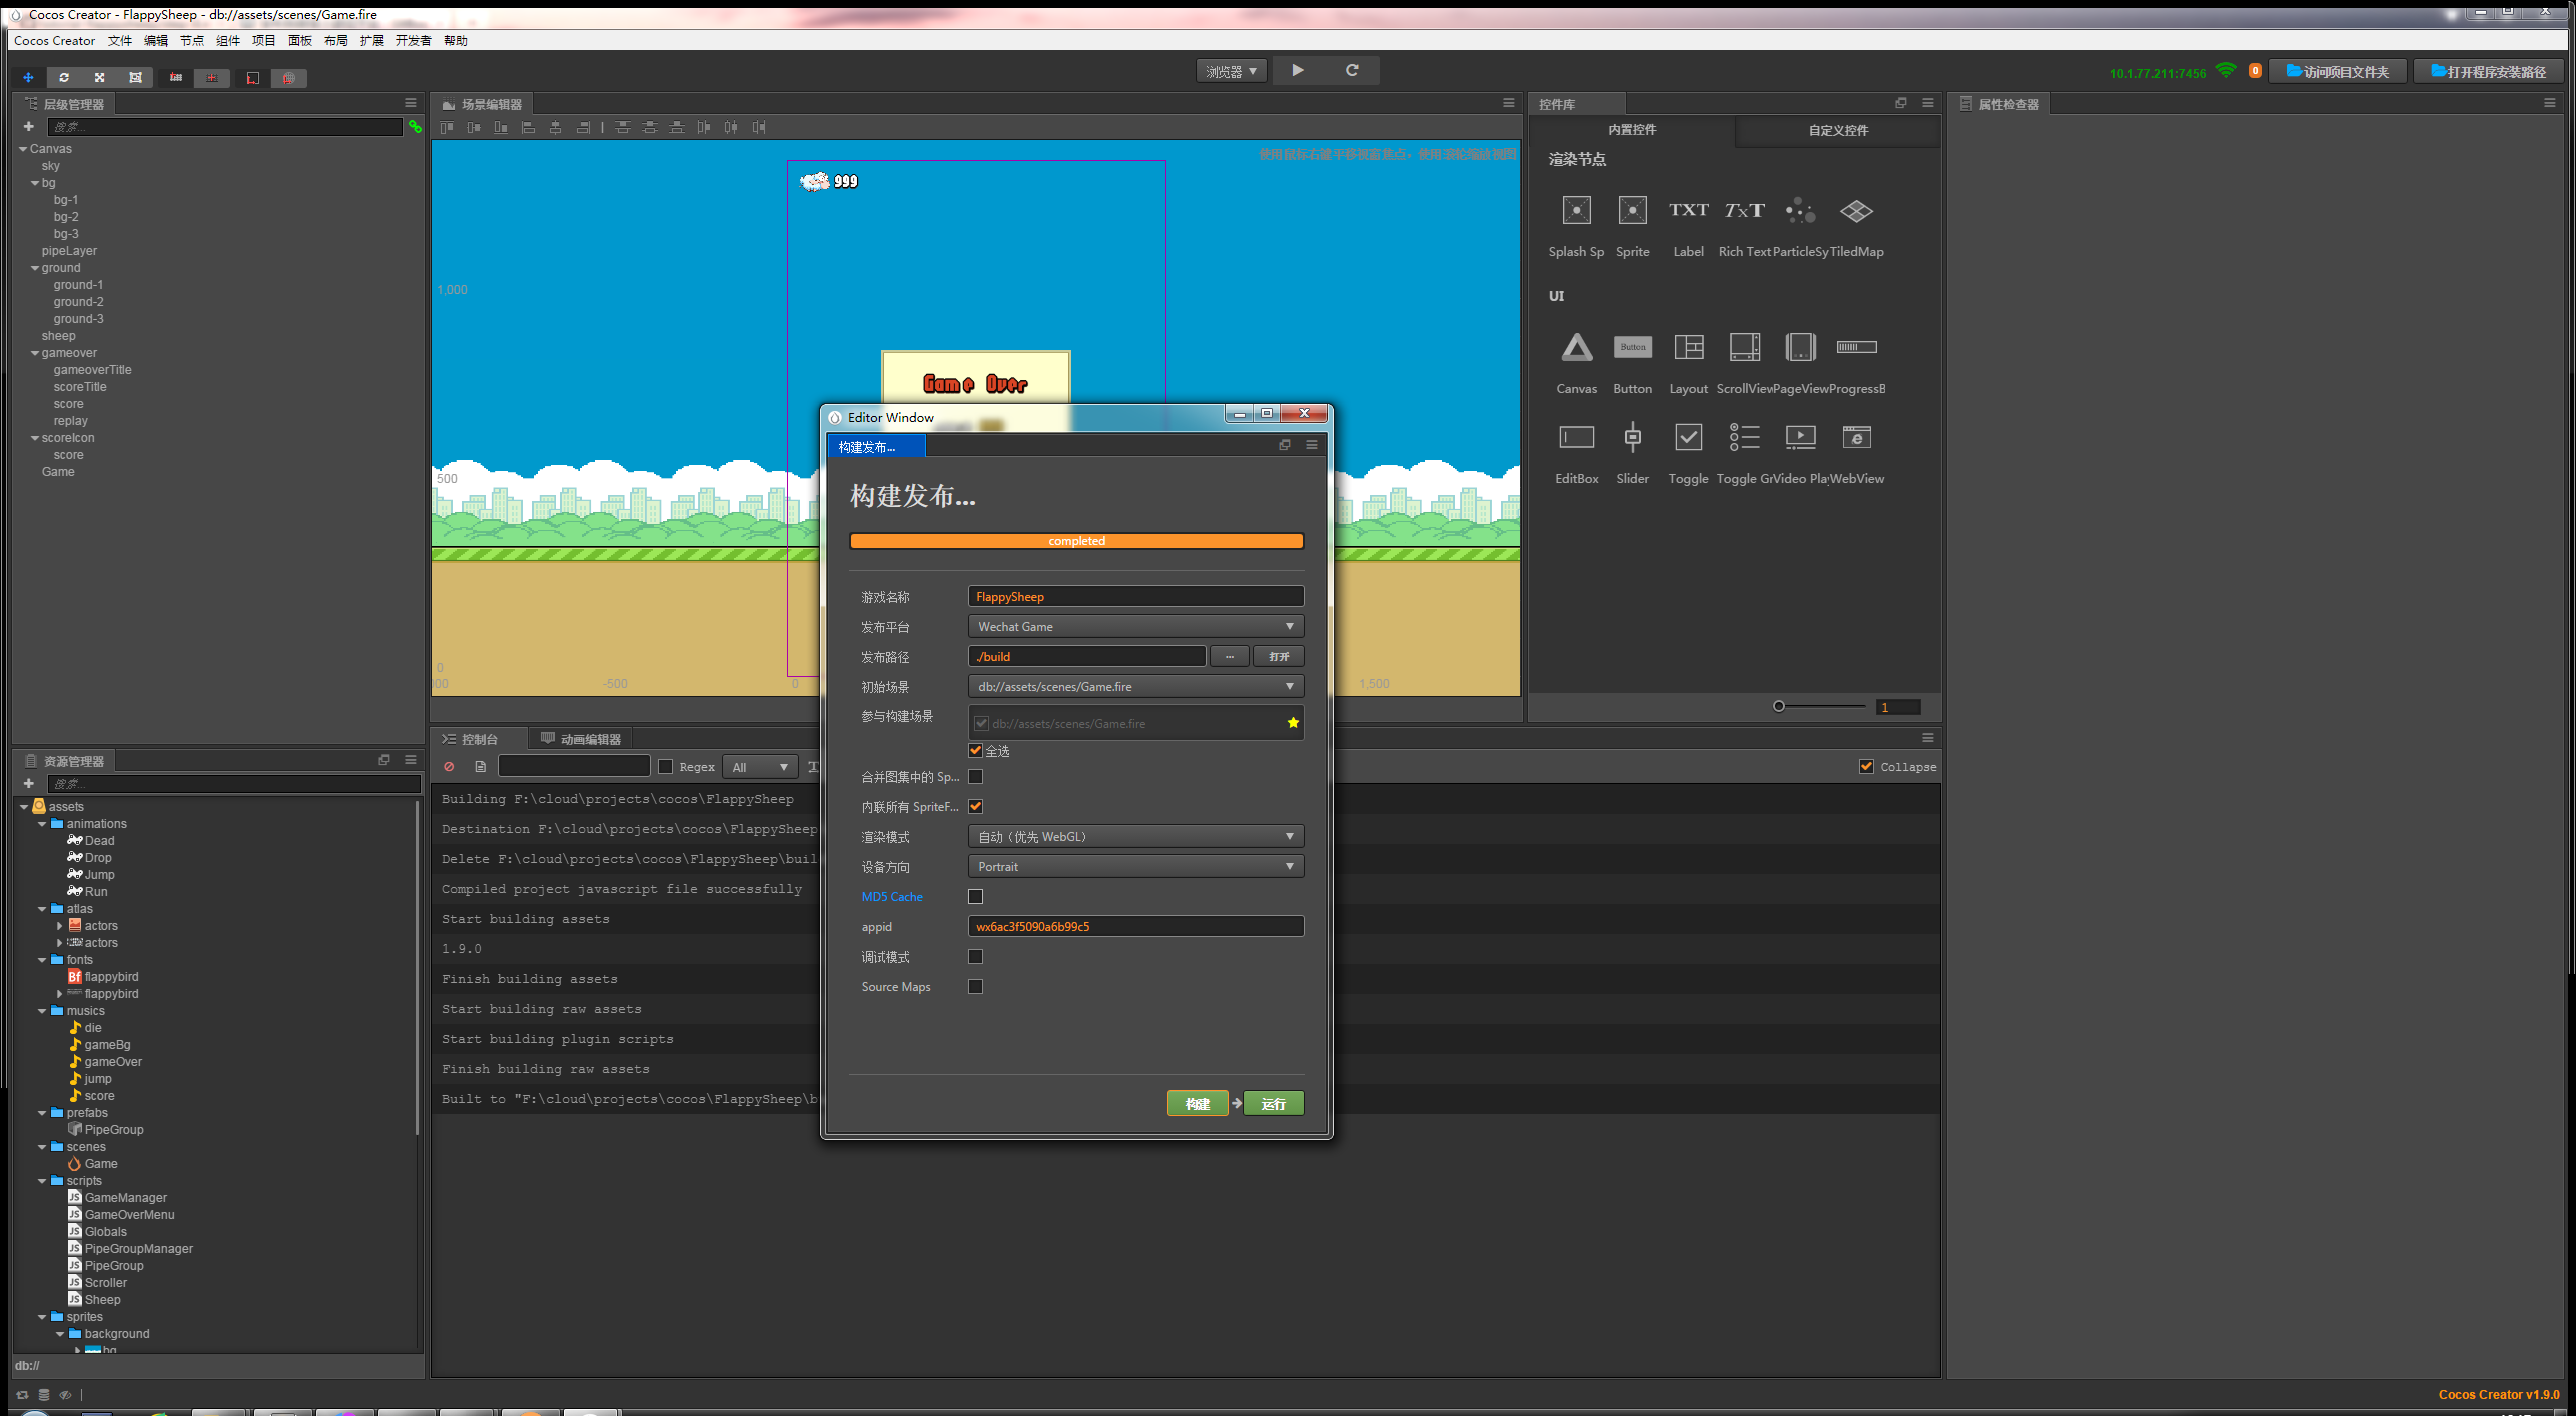 Cocos Creator - FlappySheep - db://assets/scenes/Game.fire
Cocos Creator 文件 编辑 节点 组件 项目 面板 布局 扩展 开发者 帮助
浏览器
10.1.77.211:7456
0
访问项目文件夹
打开程序安装路径
层级管理器
搜索...
Canvas
sky
bg
bg-1
bg-2
bg-3
pipeLayer
ground
ground-1
ground-2
ground-3
sheep
gameover
gameoverTitle
scoreTitle
score
replay
scoreIcon
score
Game
场景编辑器
使用鼠标右键平移视窗焦点，使用滚轮缩放视图
999
1,000
500
0
-500
0
1,500
Game Over
控件库
内置控件
自定义控件
渲染节点
Splash Sp
Sprite
TXT
Label
Rich Text
ParticleSy
TiledMap
UI
Canvas
Button
Button
Layout
ScrollView
PageView
ProgressB
EditBox
Slider
Toggle
Toggle Gr
Video Play
WebView
1
属性检查器
资源管理器
搜索...
assets
animations
Dead
Drop
Jump
Run
atlas
actors
actors
fonts
flappybird
flappybird
musics
die
gameBg
gameOver
jump
score
prefabs
PipeGroup
scenes
Game
scripts
GameManager
GameOverMenu
Globals
PipeGroupManager
PipeGroup
Scroller
Sheep
sprites
background
bg
db://
控制台
动画编辑器
Regex
All
Collapse
Building F:\cloud\projects\cocos\FlappySheep
Destination F:\cloud\projects\cocos\FlappySheep
Delete F:\cloud\projects\cocos\FlappySheep\buil
Compiled project javascript file successfully
Start building assets
1.9.0
Finish building assets
Start building raw assets
Start building plugin scripts
Finish building raw assets
Built to "F:\cloud\projects\cocos\FlappySheep\b
Editor Window
构建发布...
构建发布...
completed
游戏名称 FlappySheep
发布平台 Wechat Game
发布路径 ./build ... 打开
初始场景 db://assets/scenes/Game.fire
参与构建场景 db://assets/scenes/Game.fire
全选
合并图集中的 Sp...
内联所有 SpriteF...
渲染模式 自动（优先 WebGL）
设备方向 Portrait
MD5 Cache
appid wx6ac3f5090a6b99c5
调试模式
Source Maps
构建
运行
Cocos Creator v1.9.0